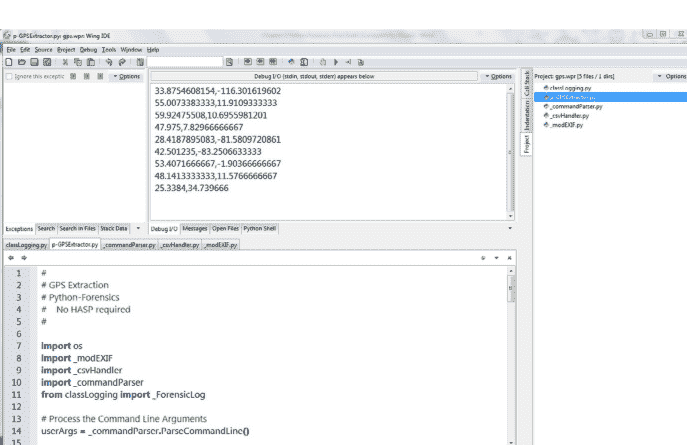 p-GPSExtractor.py: gps.wpr: Wing IDE
File Edit Source Project Debug Tools Window Help
Ignore this exceptic
Options
Debug I/O (stdin, stdout, stderr) appears below
Options
33.8754608154,-116.301619602
55.0073383333,11.9109333333
59.92475508,10.6955981201
47.975,7.82966666667
28.4187895083,-81.5809720861
42.501235,-83.2506633333
53.4071666667,-1.90366666667
48.1413333333,11.5766666667
25.3384,34.739666
Call Stack
Indentation
Project
Project: gps.wpr [5 files / 1 dirs]
Options
classLogging.py
p-GPSExtractor.py
_commandParser.py
_csvHandler.py
_modEXIF.py
Exceptions Search Search in Files Stack Data
Debug I/O Messages Open Files Python Shell
classLogging.py p-GPSExtractor.py _commandParser.py _csvHandler.py _modEXIF.py
1 #
2 # GPS Extraction
3 # Python-Forensics
4 # No HASP required
5 #
6
7 import os
8 import _modEXIF
9 import _csvHandler
10 import _commandParser
11 from classLogging import _ForensicLog
12
13 # Process the Command Line Arguments
14 userArgs = _commandParser.ParseCommandLine()
15